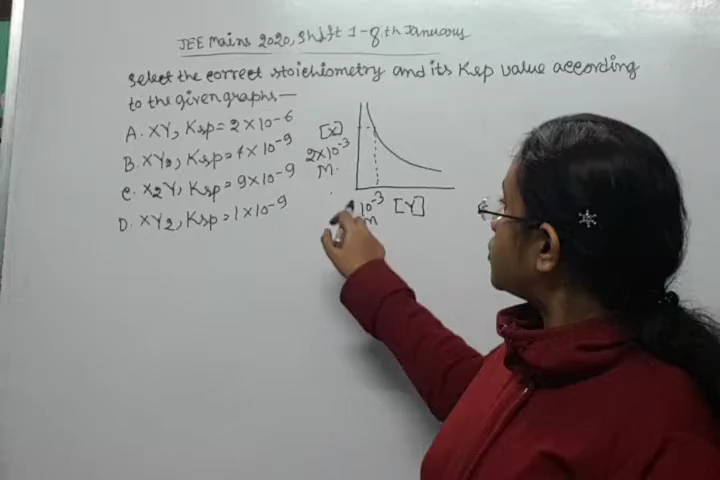 JEE Mains 2020, Shift 1-8th January
select the correct stoichiometry and its Ksp value according
to the given graphs—
A. XY, Ksp=2×10-6
B. XY2, Ksp=4×10-9
C. X2Y, Ksp=9×10-9
D. XY2, Ksp=1×10-9
[X]
2×10-3
M.
10-3
M
[Y]